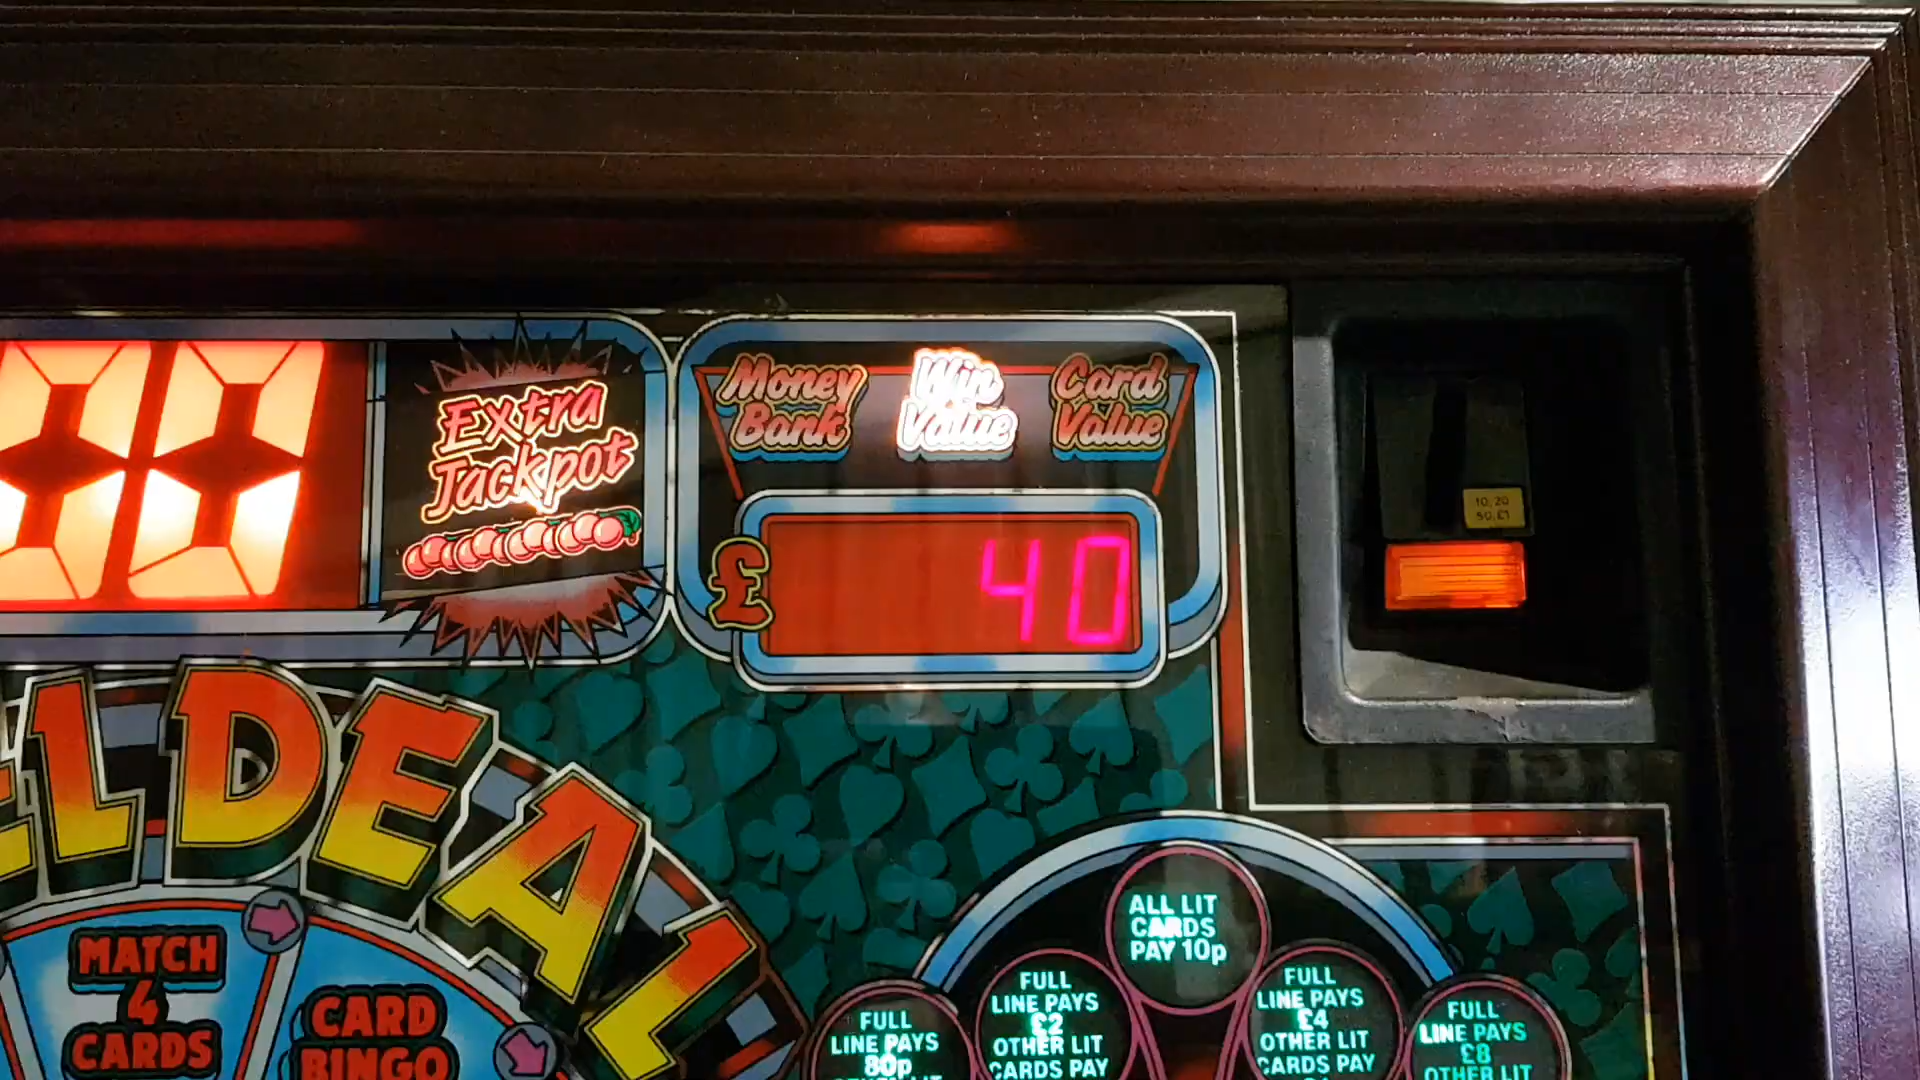 Extra
Jackpot
Money
Bank
Win
Value
Card
Value
£
40
10, 20
50, £1
DEAL
MATCH
4
CARDS
CARD
BINGO
ALL LIT
CARDS
PAY 10p
FULL
LINE PAYS
80p
FULL
LINE PAYS
£2
OTHER LIT
CARDS PAY
FULL
LINE PAYS
£4
OTHER LIT
CARDS PAY
FULL
LINE PAYS
£8
OTHER LIT